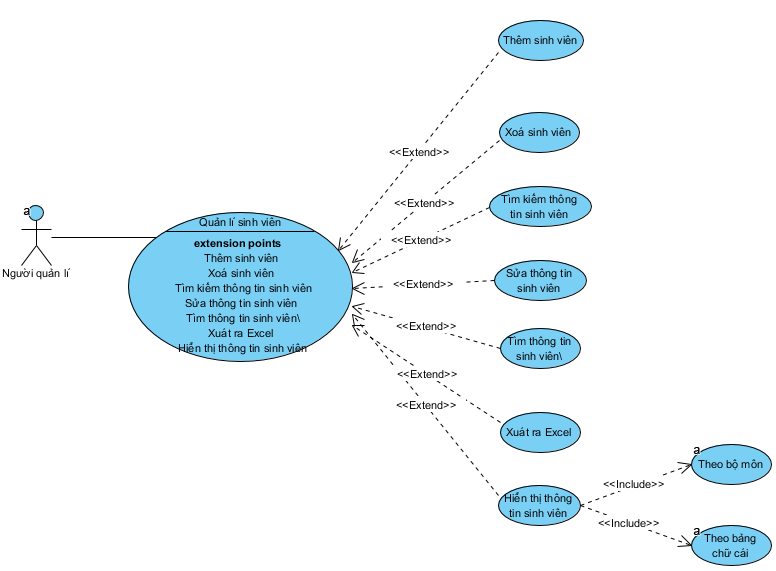 Thêm sinh viên
<<Extend>>
Xoá sinh viên
<<Extend>>
Tìm kiếm thông
tin sinh viên
<<Extend>>
a
Người quản lí
Quản lí sinh viên
extension points
Thêm sinh viên
Xoá sinh viên
Tìm kiếm thông tin sinh viên
Sửa thông tin sinh viên
Tìm thông tin sinh viên\
Xuát ra Excel
Hiển thị thông tin sinh viên
Sửa thông tin
sinh viên
<<Extend>>
Tìm thông tin
sinh viên\
<<Extend>>
<<Extend>>
<<Extend>>
Xuát ra Excel
Hiển thị thông
tin sinh viên
<<Include>>
<<Include>>
a
Theo bộ môn
a
Theo bảng
chữ cái